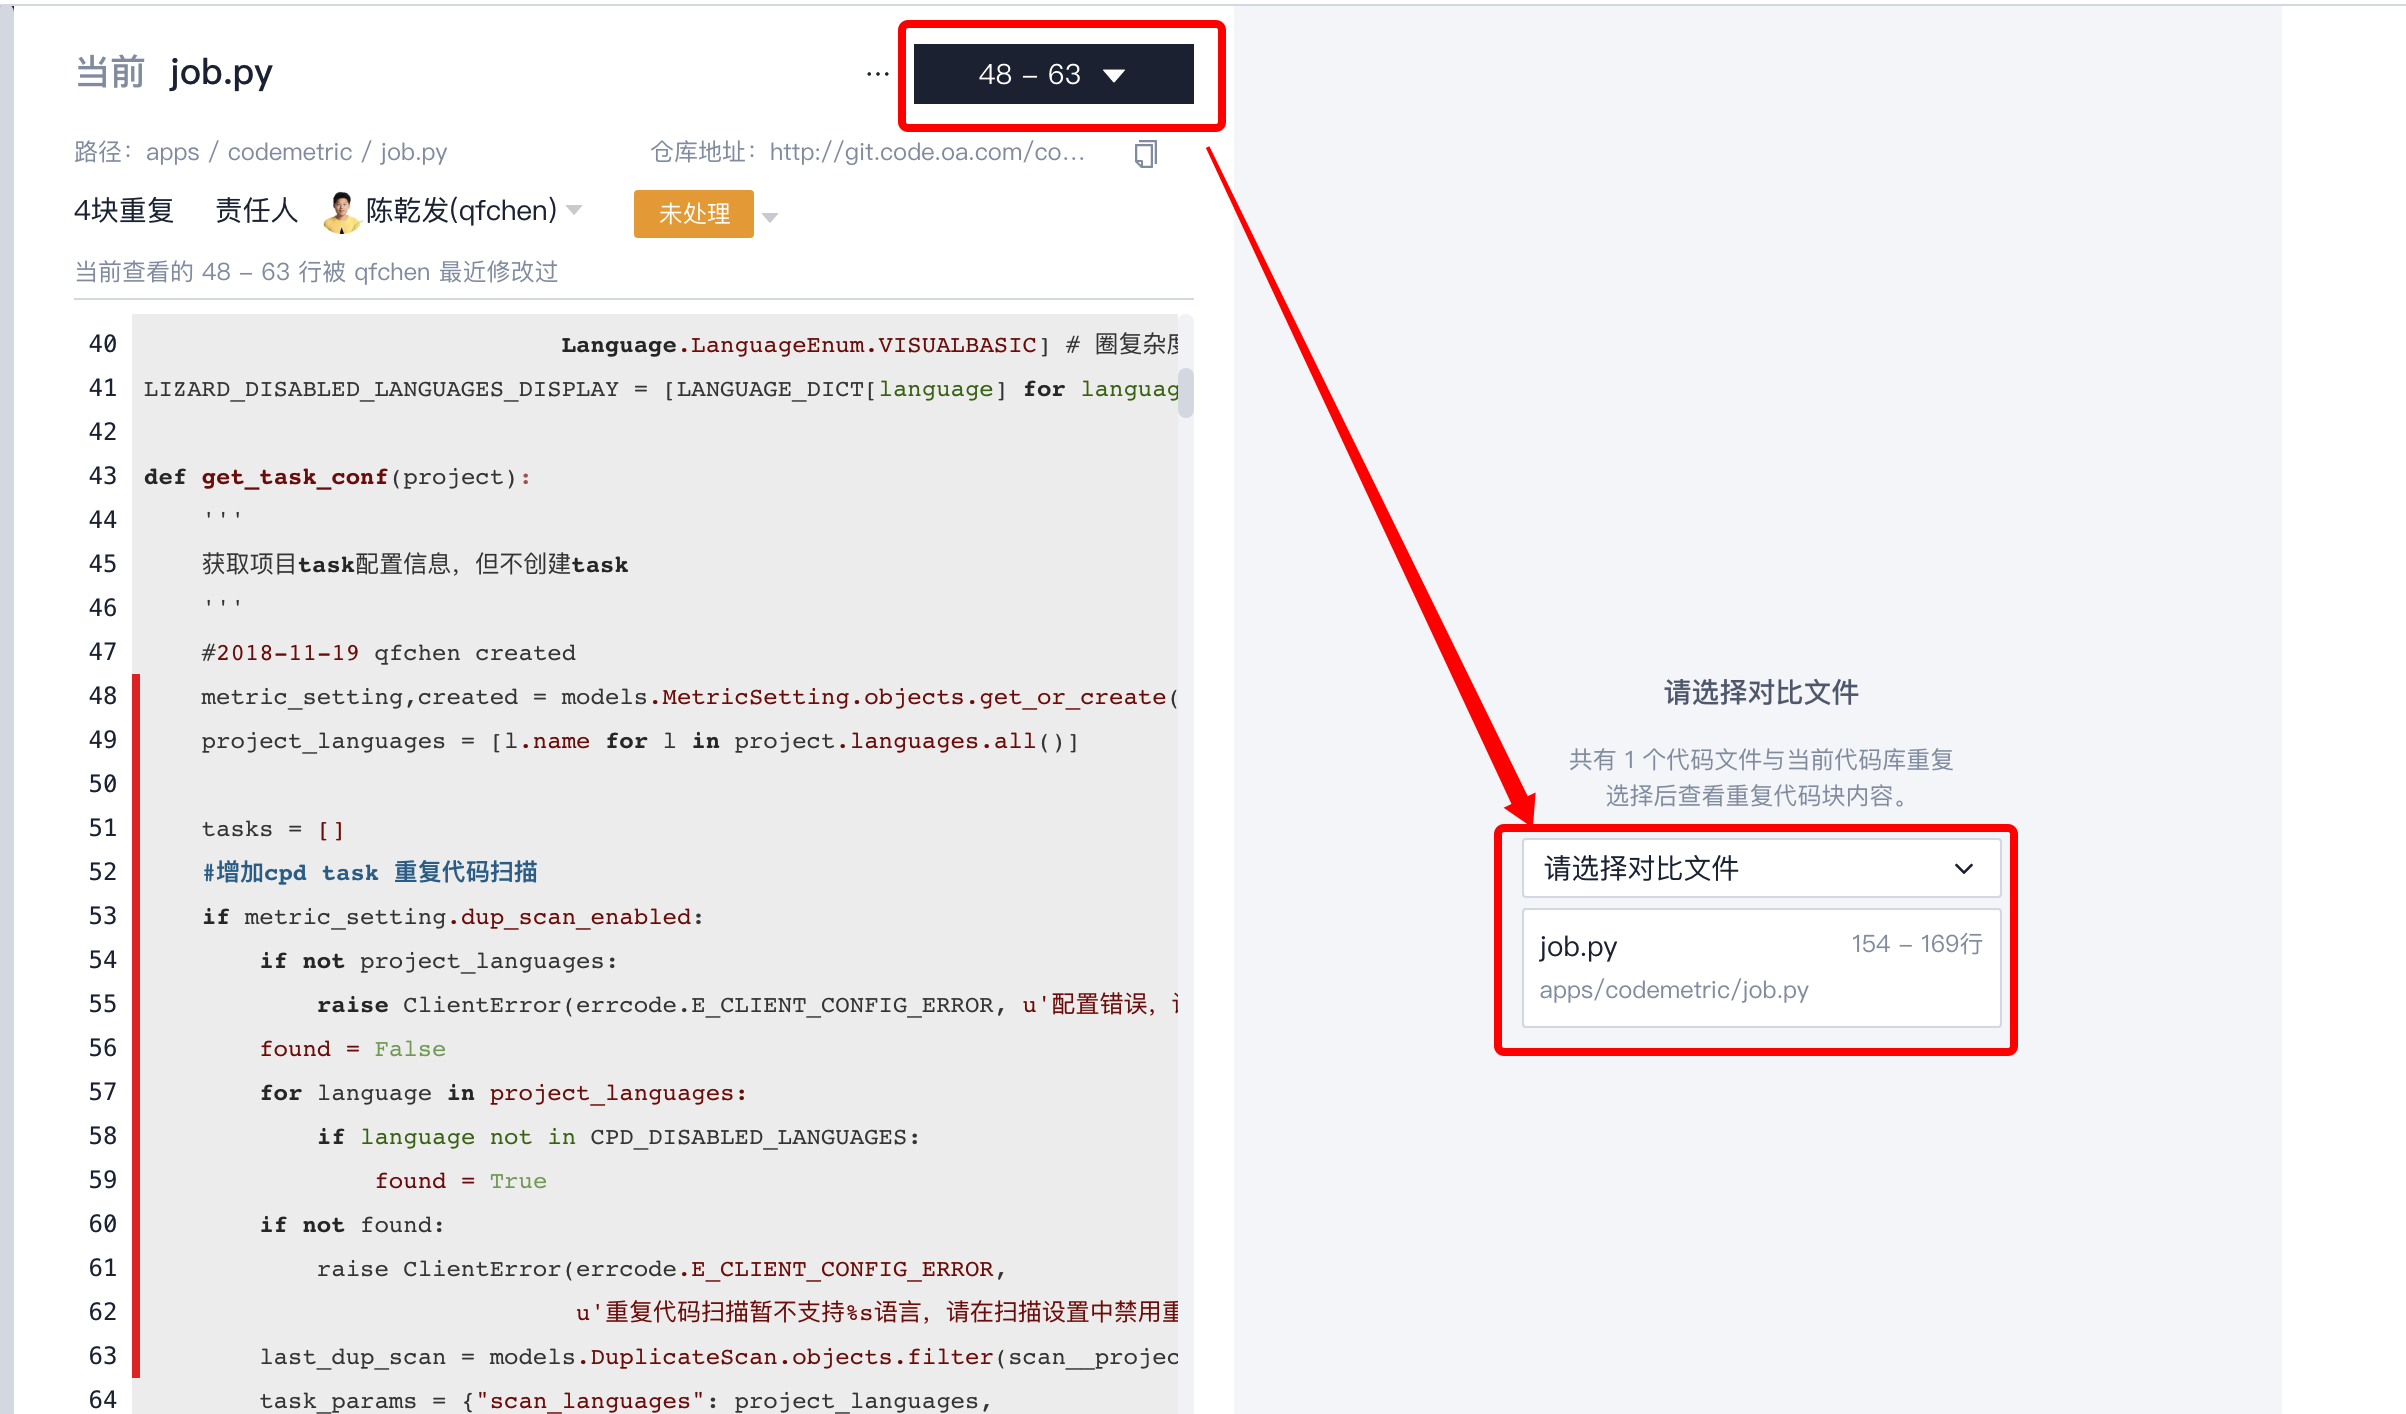 当前 job.py ... 48 – 63
路径：apps / codemetric / job.py 仓库地址：http://git.code.oa.com/co...
4块重复 责任人 陈乾发(qfchen) 未处理
当前查看的 48 – 63 行被 qfchen 最近修改过
40 Language.LanguageEnum.VISUALBASIC] # 圈复杂度
41 LIZARD_DISABLED_LANGUAGES_DISPLAY = [LANGUAGE_DICT[language] for languag
42
43 def get_task_conf(project):
44 '''
45 获取项目task配置信息，但不创建task
46 '''
47 #2018-11-19 qfchen created
48 metric_setting,created = models.MetricSetting.objects.get_or_create(
49 project_languages = [l.name for l in project.languages.all()]
50
51 tasks = []
52 #增加cpd task 重复代码扫描
53 if metric_setting.dup_scan_enabled:
54 if not project_languages:
55 raise ClientError(errcode.E_CLIENT_CONFIG_ERROR, u'配置错误，
56 found = False
57 for language in project_languages:
58 if language not in CPD_DISABLED_LANGUAGES:
59 found = True
60 if not found:
61 raise ClientError(errcode.E_CLIENT_CONFIG_ERROR,
62 u'重复代码扫描暂不支持%s语言，请在扫描设置中禁用重
63 last_dup_scan = models.DuplicateScan.objects.filter(scan__projec
64 task_params = {"scan_languages": project_languages,
请选择对比文件
共有 1 个代码文件与当前代码库重复
选择后查看重复代码块内容。
请选择对比文件
job.py 154 – 169行
apps/codemetric/job.py